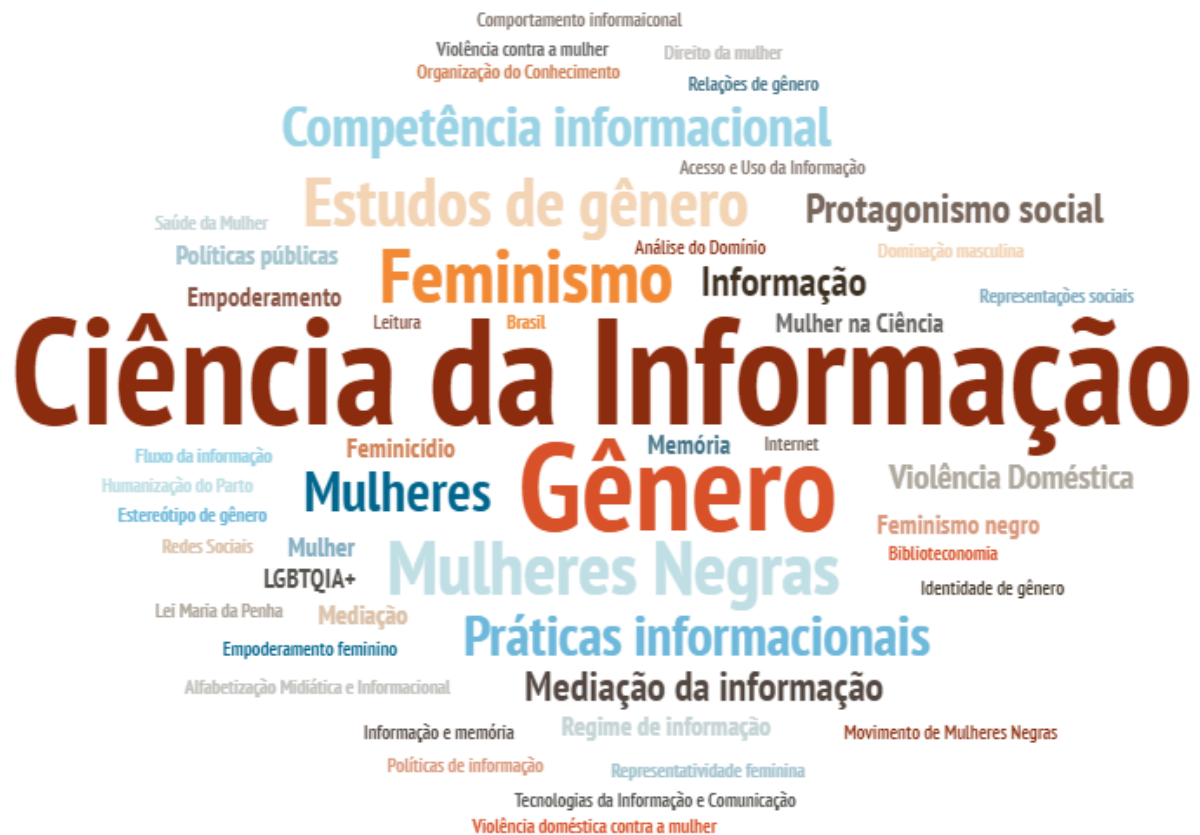 Comportamento informaiconal
Violência contra a mulher
Direito da mulher
Organização do Conhecimento
Relações de gênero
Competência informacional
Acesso e Uso da Informação
Estudos de gênero
Protagonismo social
Saúde da Mulher
Políticas públicas
Análise do Domínio
Dominação masculina
Feminismo
Informação
Empoderamento
Representações sociais
Leitura
Brasil
Mulher na Ciência
Ciência da Informação
Feminicídio
Memória
Internet
Fluxo da informação
Gênero
Violência Doméstica
Humanização do Parto
Mulheres
Estereótipo de gênero
Feminismo negro
Redes Sociais
Mulher
Biblioteconomia
LGBTQIA+
Mulheres Negras
Identidade de gênero
Lei Maria da Penha
Mediação
Práticas informacionais
Empoderamento feminino
Alfabetização Midiática e Informacional
Mediação da informação
Informação e memória
Regime de informação
Movimento de Mulheres Negras
Políticas de informação
Representatividade feminina
Tecnologias da Informação e Comunicação
Violência doméstica contra a mulher